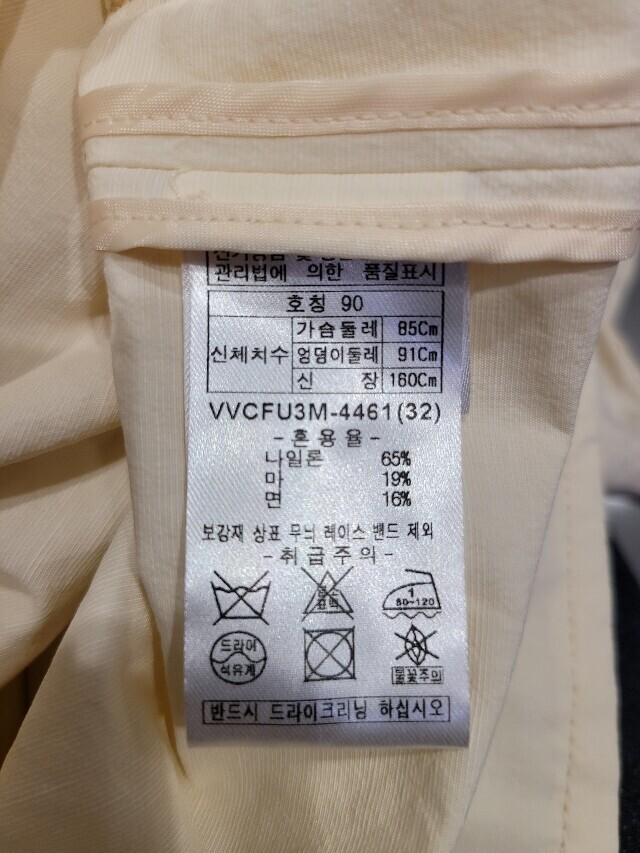 관리법에 의한 품질표시
호칭 90
신체치수
가슴둘레 85Cm
엉덩이둘레 91Cm
신 장 160Cm
VVCFU3M-4461(32)
-혼용율-
나일론 65%
마 19%
면 16%
보강재 상표 무늬 레이스 밴드 제외
-취급주의-
1
80~120
드라이
석유계
불꽃주의
반드시 드라이크리닝 하십시오